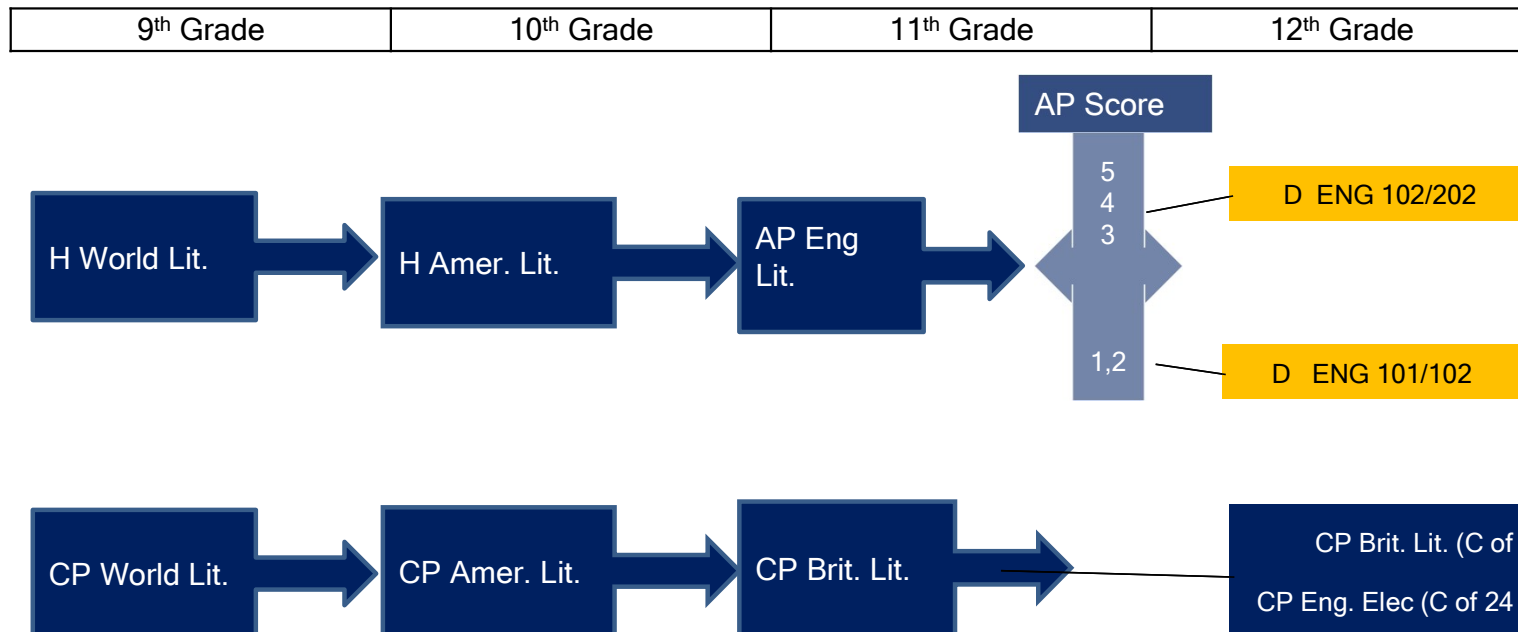 9th Grade
10th Grade
11th Grade
12th Grade
AP Score
5
4
3
1,2
D ENG 102/202
D ENG 101/102
H World Lit.
H Amer. Lit.
AP Eng
Lit.
CP World Lit.
CP Amer. Lit.
CP Brit. Lit.
CP Brit. Lit. (C of
CP Eng. Elec (C of 24